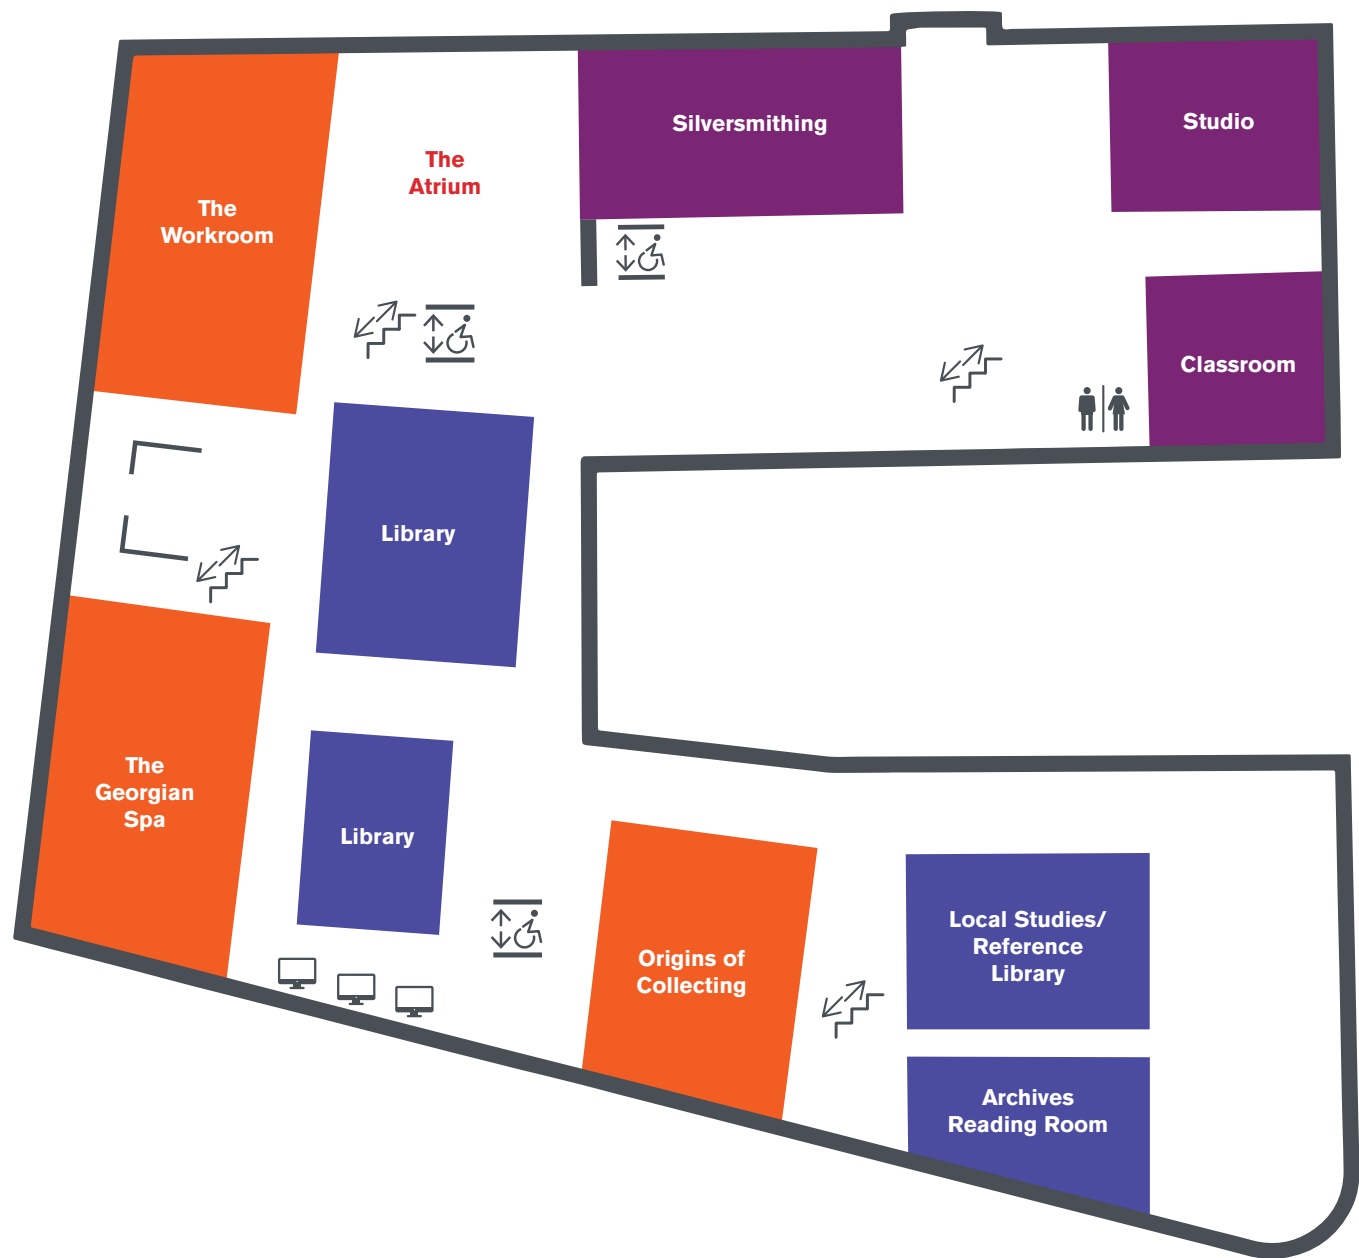 Silversmithing
Studio
The
Atrium
The
Workroom
Classroom
Library
The
Georgian
Spa
Library
Origins of
Collecting
Local Studies/
Reference
Library
Archives
Reading Room